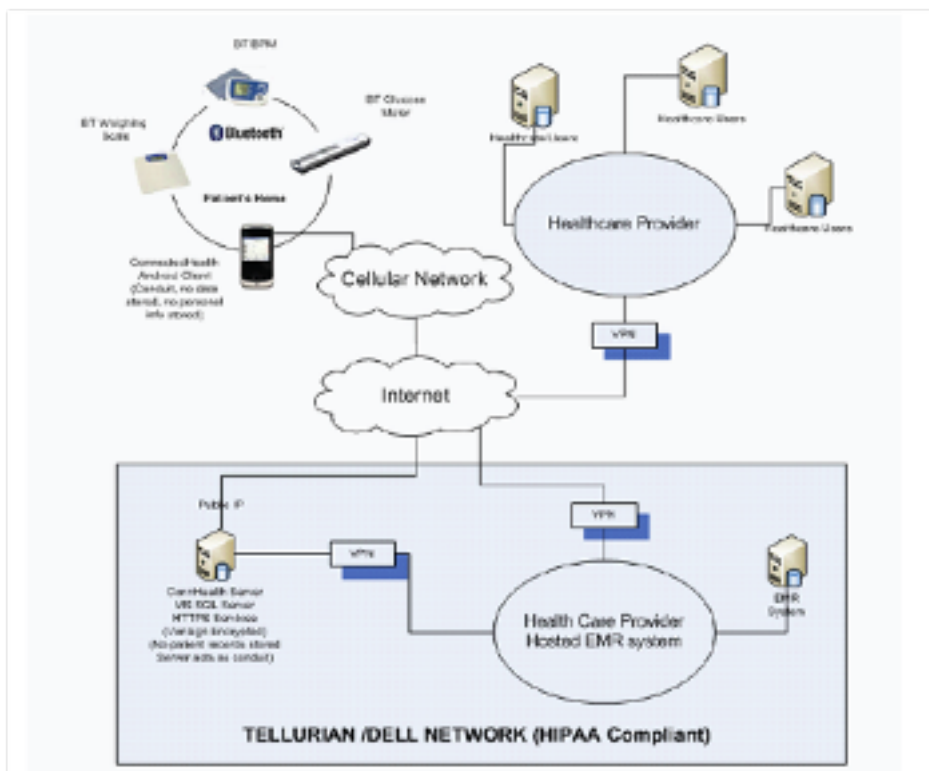 BT BPM
BT Glucose
Meter
BT Weighing
Scale
Bluetooth
Patient's Home
ConnectedHealth
Android Client
(Conduit, no data
stored, no personal
info stored)
Cellular Network
Healthcare Users
Healthcare Users
Healthcare Users
Healthcare Provider
VPN
Internet
Public IP
VPN
VPN
ConnHealth Server
MS SQL Server
HTTPS Services
(Verisign Encrypted)
(No patient records stored
Server acts as conduit)
Health Care Provider
Hosted EMR system
EMR
System
TELLURIAN /DELL NETWORK (HIPAA Compliant)